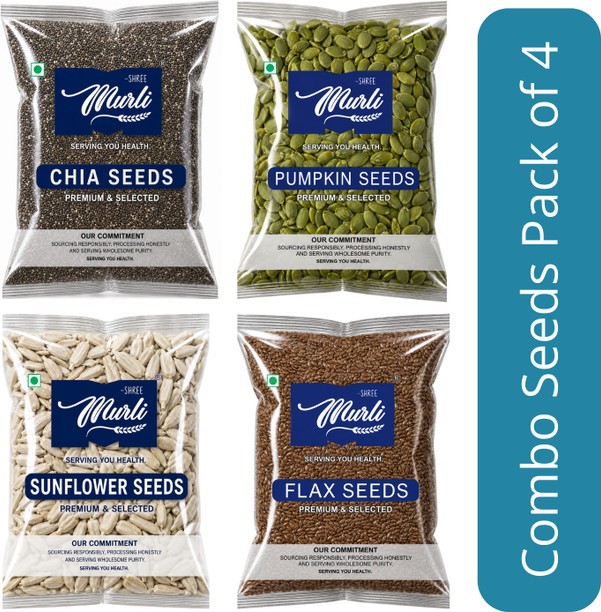 -SHREE
Murli
SERVING YOU HEALTH.
CHIA SEEDS
PREMIUM & SELECTED
OUR COMMITMENT
SOURCING RESPONSIBLY, PROCESSING HONESTLY
AND SERVING WHOLESOME PURITY.
SERVING YOU HEALTH.
-SHREE
Murli
SERVING YOU HEALTH.
PUMPKIN SEEDS
PREMIUM & SELECTED
OUR COMMITMENT
SOURCING RESPONSIBLY, PROCESSING HONESTLY
AND SERVING WHOLESOME PURITY.
SERVING YOU HEALTH.
-SHREE
Murli
SERVING YOU HEALTH.
SUNFLOWER SEEDS
PREMIUM & SELECTED
OUR COMMITMENT
SOURCING RESPONSIBLY, PROCESSING HONESTLY
AND SERVING WHOLESOME PURITY.
SERVING YOU HEALTH.
-SHREE
Murli
SERVING YOU HEALTH.
FLAX SEEDS
PREMIUM & SELECTED
OUR COMMITMENT
SOURCING RESPONSIBLY, PROCESSING HONESTLY
AND SERVING WHOLESOME PURITY.
SERVING YOU HEALTH.
Combo Seeds Pack of 4